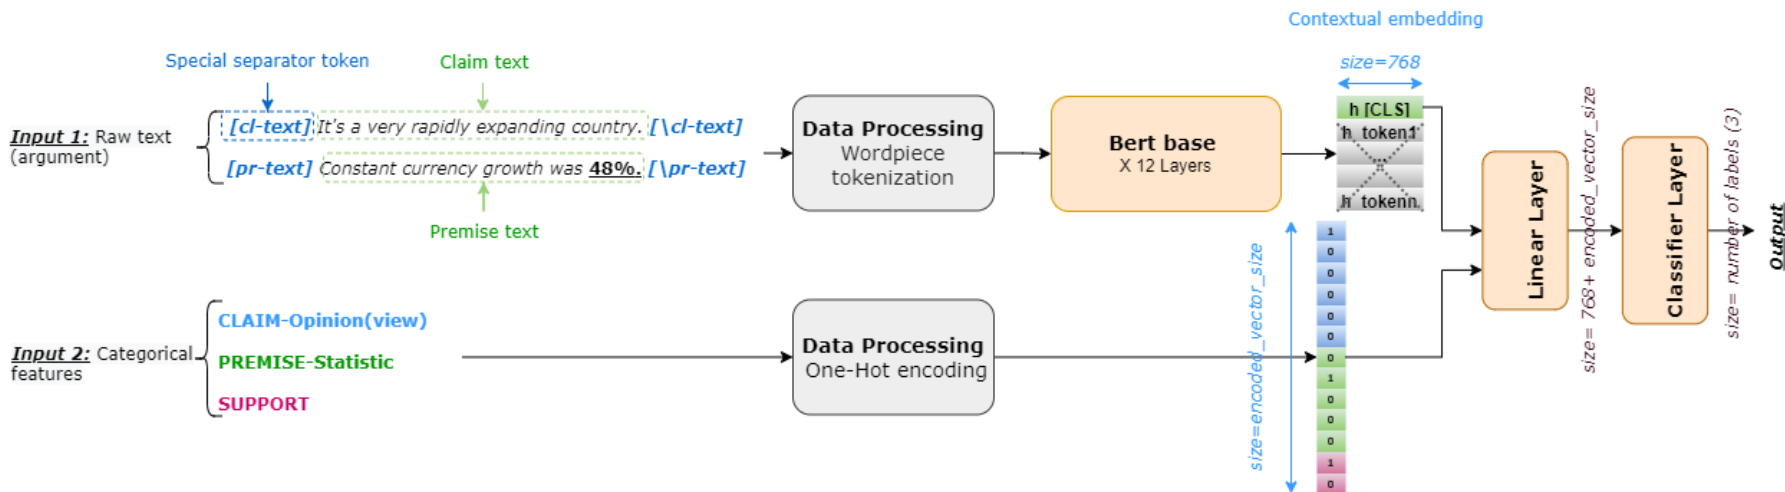 Contextual embedding
Special separator token
Claim text
size=768
Input 1: Raw text
(argument)
[cl-text] It's a very rapidly expanding country. [\cl-text]
[pr-text] Constant currency growth was 48%. [\pr-text]
Premise text
Data Processing
Wordpiece
tokenization
Bert base
X 12 Layers
h [CLS]
h_token1
h_tokenn
Input 2: Categorical
features
CLAIM-Opinion(view)
PREMISE-Statistic
SUPPORT
Data Processing
One-Hot encoding
size=encoded_vector_size
1
0
0
0
0
0
0
1
0
0
0
1
0
Linear Layer
size= 768+ encoded_vector_size
Classifier Layer
size= number of labels (3)
Output